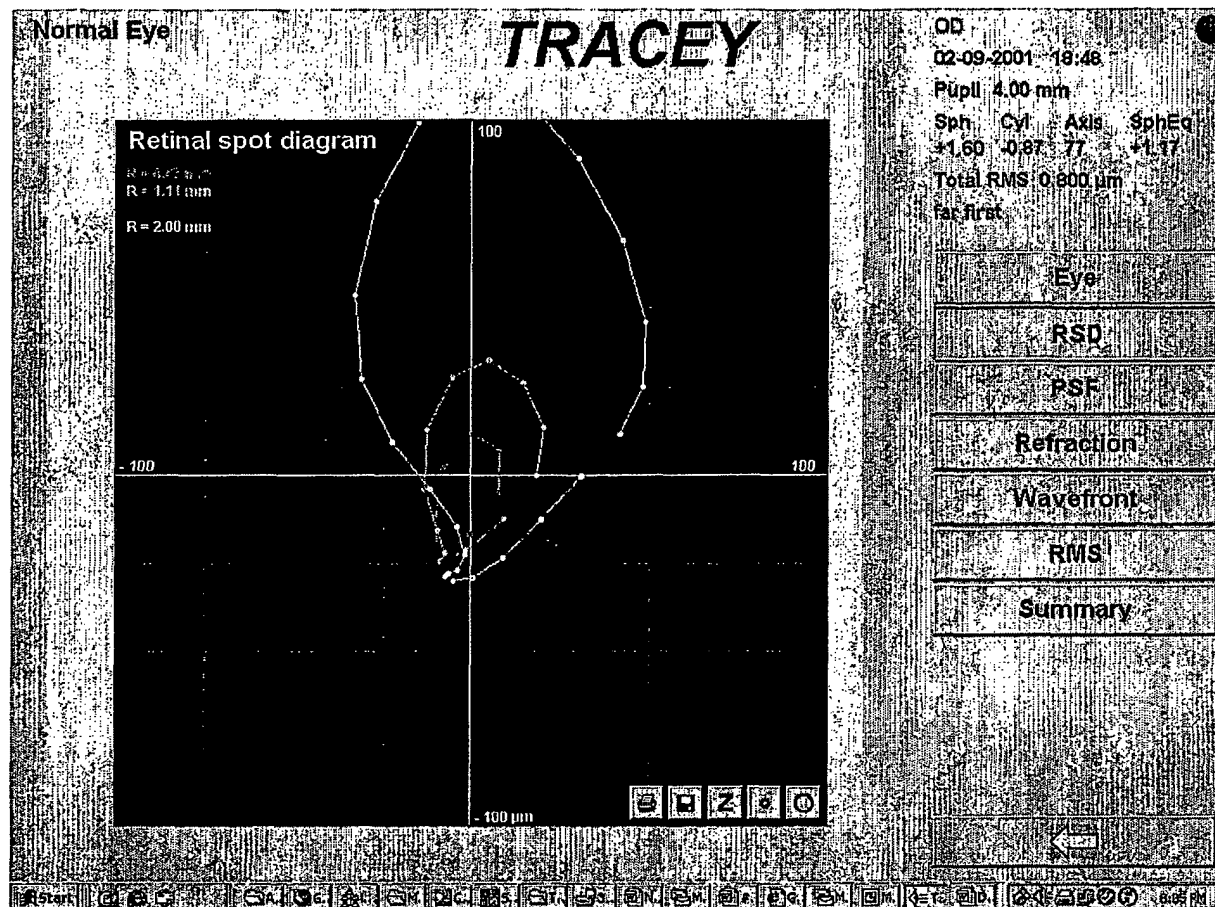 Normal Eye
TRACEY
OD
02-09-2001 18:48
Pupil 4.00 mm
Sph Cyl Axis SphEq
+1.60 -0.87 77 +1.17
Total RMS 0.800 µm
far first
Retinal spot diagram
R = 1.11 mm
R = 2.00 mm
100
- 100
100
- 100 µm
Z
Eye
RSD
PSF
Refraction
Wavefront
RMS
Summary
Start